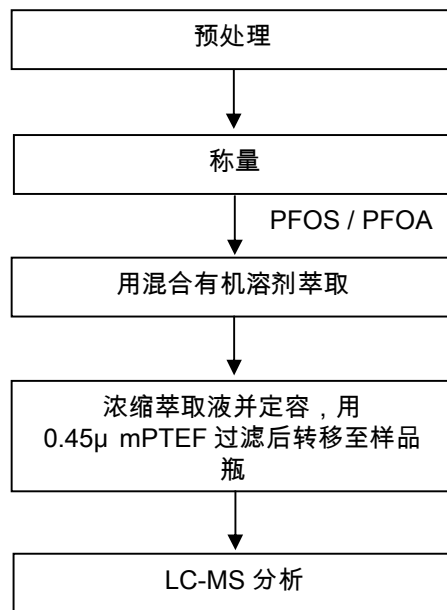 预处理
称量
PFOS / PFOA
用混合有机溶剂萃取
浓缩萃取液并定容，用
0.45μ mPTEF 过滤后转移至样品
瓶
LC-MS 分析